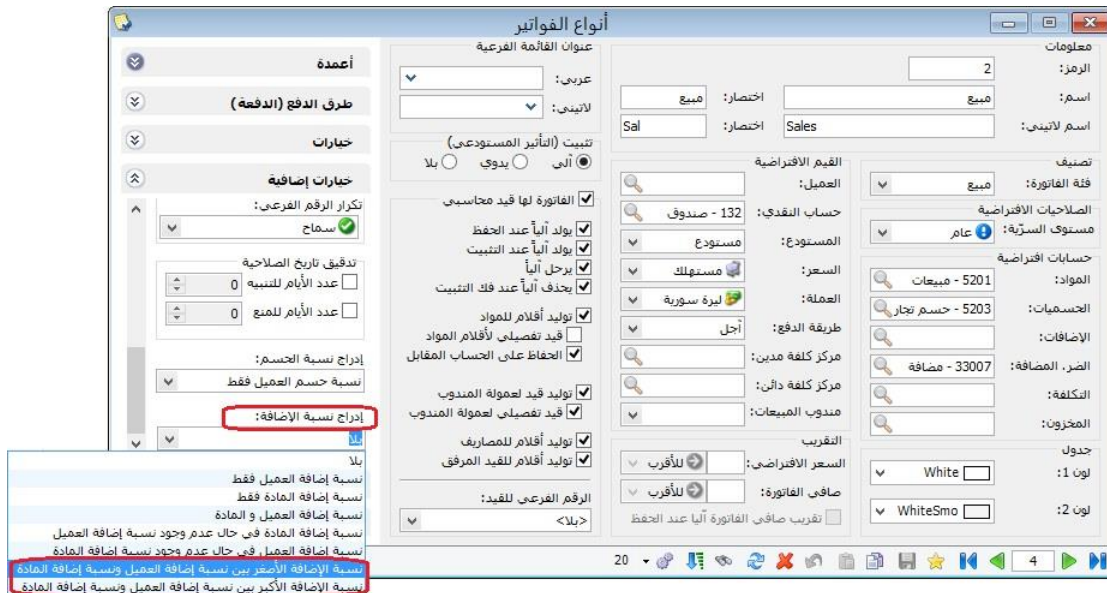 أنواع الفواتير
معلومات
الرمز: 2
اسم: مبيع اختصار: مبيع
اسم لاتيني: Sales اختصار: Sal
تصنيف
فئة الفاتورة: مبيع
الصلاحيات الافتراضية
مستوى السرّية: عام
حسابات افتراضية
المواد: 5201 - مبيعات
الحسميات: 5203 - حسم تجار
الإضافات:
الضر. المضافة: 33007 - مضافة
التكلفة:
المخزون:
جدول
لون 1: White
لون 2: WhiteSmo
القيم الافتراضية
العميل:
حساب النقدي: 132 - صندوق
المستودع: مستودع
السعر: مستهلك
العملة: ليرة سورية
طريقة الدفع: آجل
مركز كلفة مدين:
مركز كلفة دائن:
مندوب المبيعات:
التقريب
السعر الافتراضي: للأقرب
صافي الفاتورة: للأقرب
تقريب صافي الفاتورة آليا عند الحفظ
عنوان القائمة الفرعية
عربي:
لاتيني:
تثبيت (التأثير المستودعي)
آلي يدوي بلا
الفاتورة لها قيد محاسبي
يولد آلياً عند الحفظ
يولد آلياً عند التثبيت
يرحل آلياً
يحذف آلياً عند فك التثبيت
توليد أقلام للمواد
قيد تفصيلي لأقلام المواد
الحفاظ على الحساب المقابل
توليد قيد لعمولة المندوب
قيد تفصيلي لعمولة المندوب
توليد أقلام للمصاريف
توليد أقلام للقيد المرفق
الرقم الفرعي للقيد:
<بلا>
أعمدة
طرق الدفع (الدفعة)
خيارات
خيارات إضافية
تكرار الرقم الفرعي:
سماح
تدقيق تاريخ الصلاحية
عدد الأيام للتنبيه 0
عدد الأيام للمنع 0
إدراج نسبة الحسم:
نسبة حسم العميل فقط
إدراج نسبة الإضافة:
بلا
بلا
نسبة إضافة العميل فقط
نسبة إضافة المادة فقط
نسبة إضافة العميل و المادة
نسبة إضافة المادة في حال عدم وجود نسبة إضافة العميل
نسبة إضافة العميل في حال عدم وجود نسبة إضافة المادة
نسبة الإضافة الأصغر بين نسبة إضافة العميل ونسبة إضافة المادة
نسبة الإضافة الأكبر بين نسبة إضافة العميل ونسبة إضافة المادة
4 20